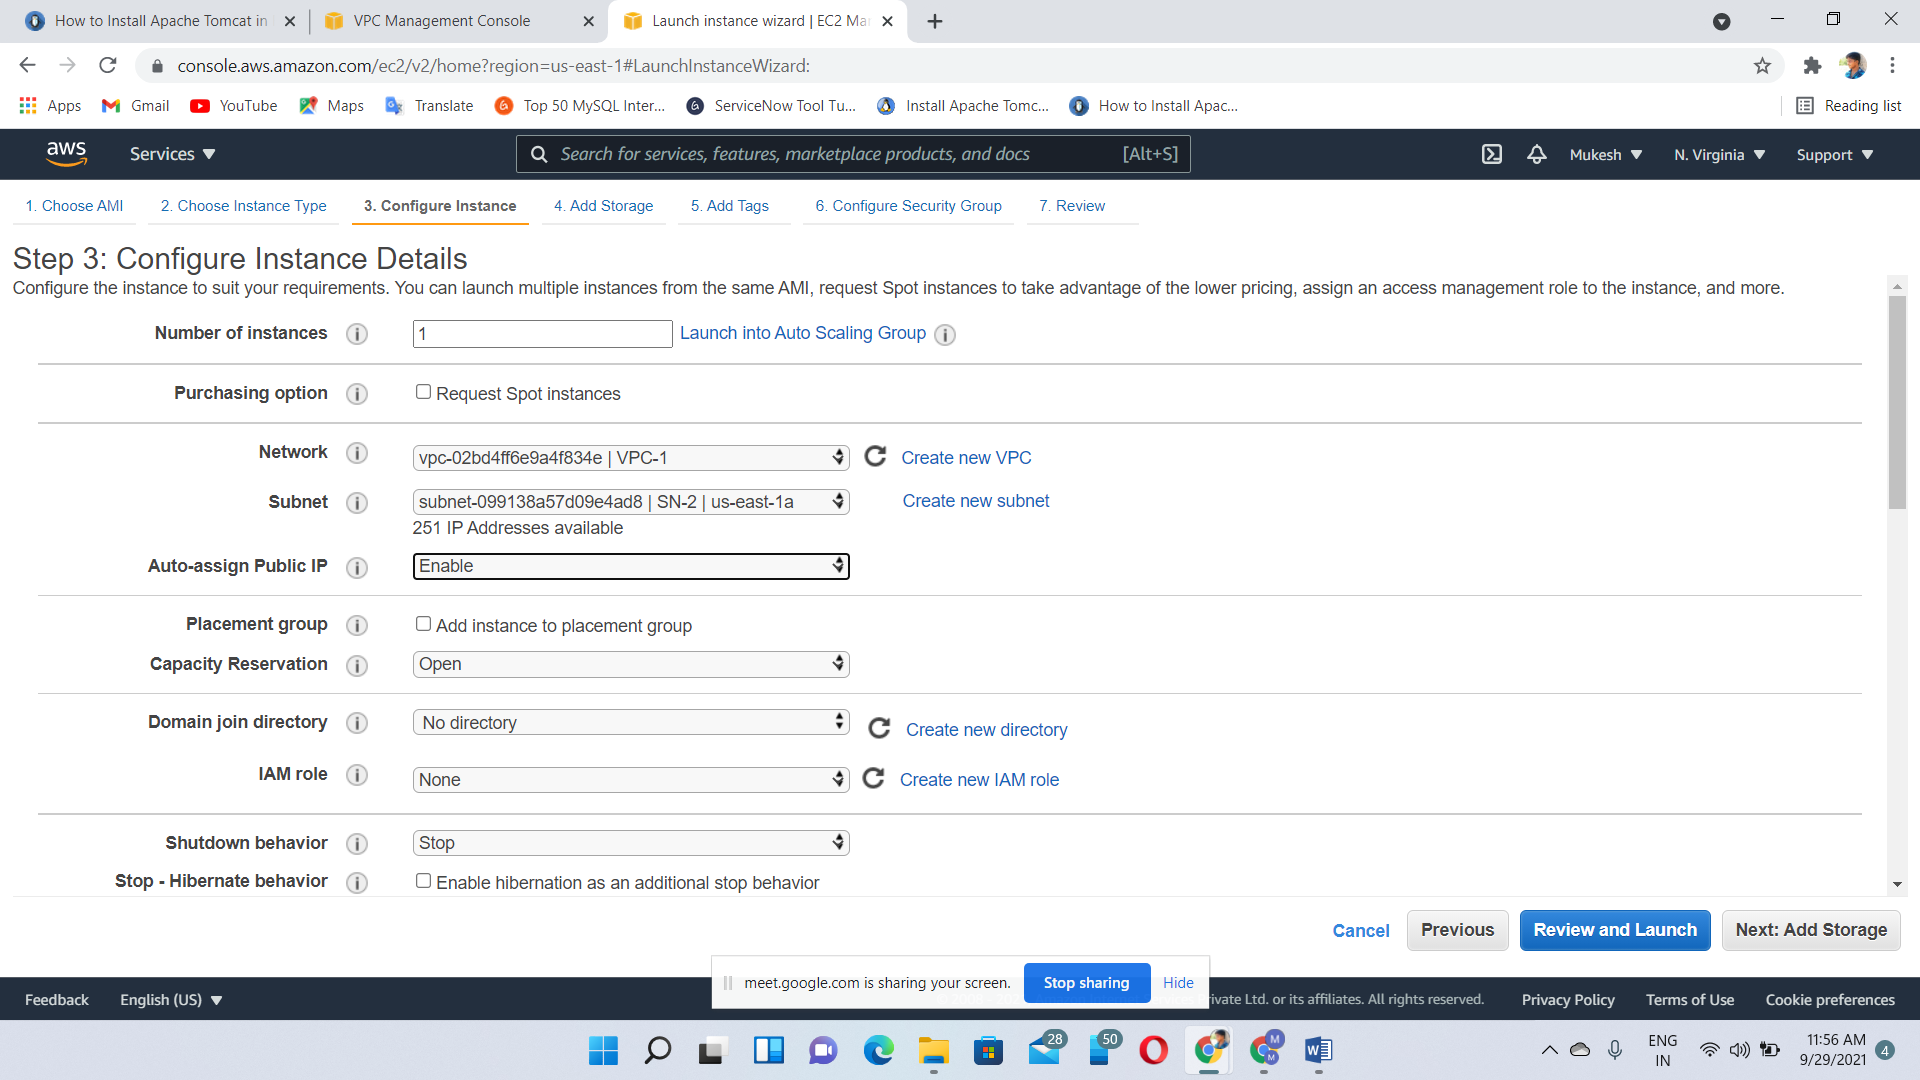 How to Install Apache Tomcat in
VPC Management Console
Launch instance wizard | EC2 Ma
console.aws.amazon.com/ec2/v2/home?region=us-east-1#LaunchInstanceWizard:
Apps
Gmail
YouTube
Maps
Translate
Top 50 MySQL Inter...
ServiceNow Tool Tu...
Install Apache Tomc...
How to Install Apac...
Reading list
aws
Services
Search for services, features, marketplace products, and docs
[Alt+S]
Mukesh
N. Virginia
Support
1. Choose AMI
2. Choose Instance Type
3. Configure Instance
4. Add Storage
5. Add Tags
6. Configure Security Group
7. Review
Step 3: Configure Instance Details
Configure the instance to suit your requirements. You can launch multiple instances from the same AMI, request Spot instances to take advantage of the lower pricing, assign an access management role to the instance, and more.
Number of instances
1
Launch into Auto Scaling Group
Purchasing option
Request Spot instances
Network
vpc-02bd4ff6e9a4f834e | VPC-1
Create new VPC
Subnet
subnet-099138a57d09e4ad8 | SN-2 | us-east-1a
Create new subnet
251 IP Addresses available
Auto-assign Public IP
Enable
Placement group
Add instance to placement group
Capacity Reservation
Open
Domain join directory
No directory
Create new directory
IAM role
None
Create new IAM role
Shutdown behavior
Stop
Stop - Hibernate behavior
Enable hibernation as an additional stop behavior
Cancel
Previous
Review and Launch
Next: Add Storage
meet.google.com is sharing your screen.
Stop sharing
Hide
Feedback
English (US)
Private Ltd. or its affiliates. All rights reserved.
Privacy Policy
Terms of Use
Cookie preferences
28
50
M
M
ENG
IN
11:56 AM
9/29/2021
4